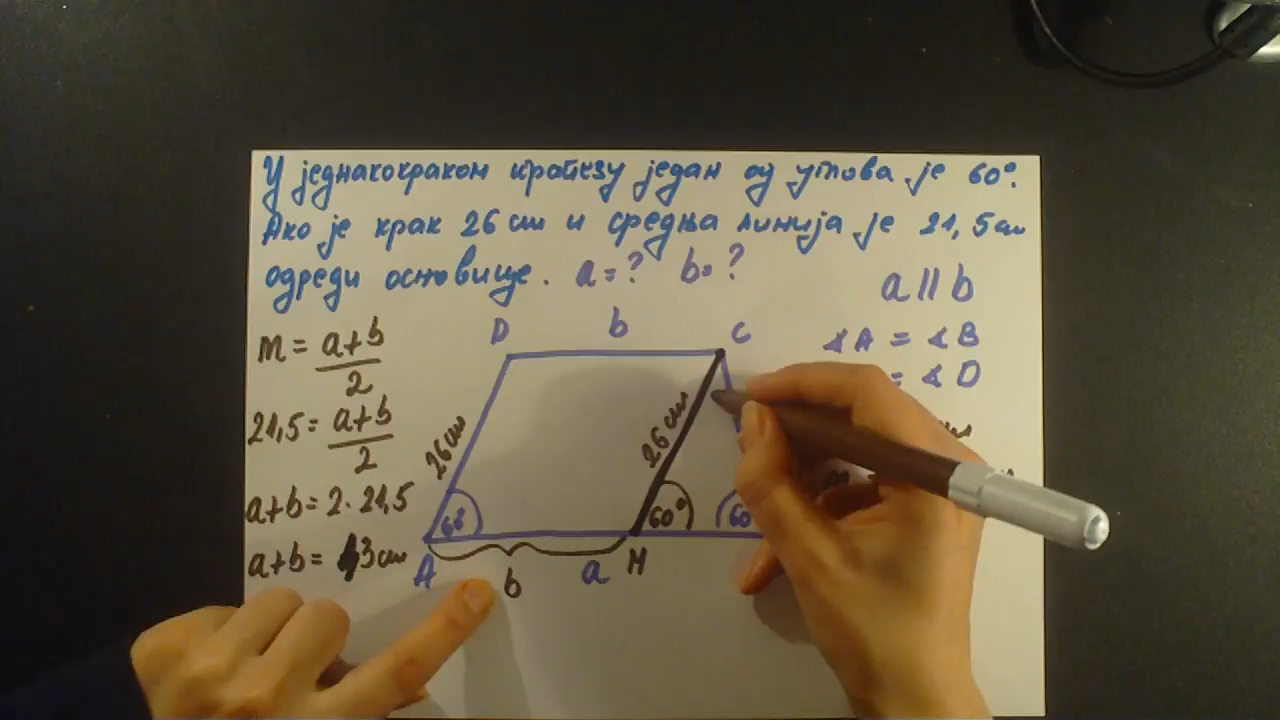 У једнакокраком трапезу један од углова је 60°.
Ако је крак 26 cm и средња линија је 21,5 cm
одреди основице. a = ? b = ?
a || b
m = a+b
2
D b C
∡A = ∡B
= ∡D
21,5 = a+b
2
26 cm
26 cm
a+b = 2 · 21,5
60°
60°
60
a+b = 43 cm
A b a M